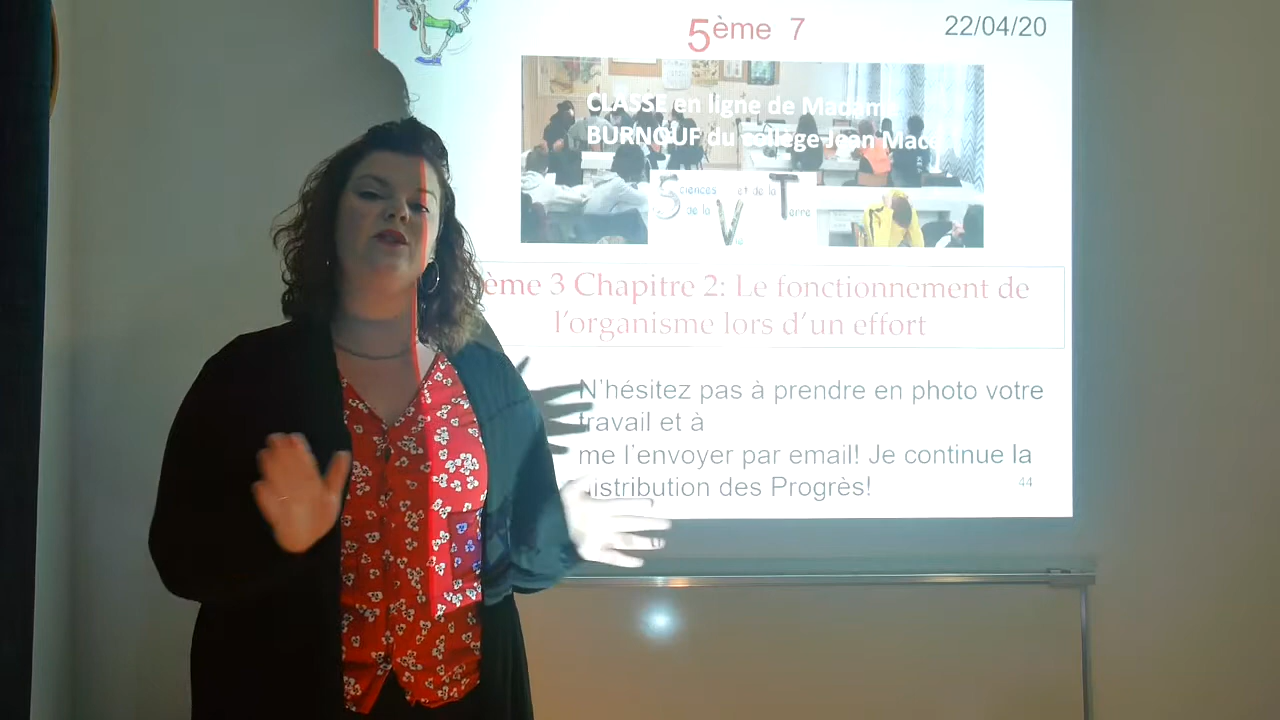 5ème 7
22/04/20
CLASSE en ligne de Madame
BURNOUF du collège Jean Macé
Sciences et de la Terre
de la Vie
ème 3 Chapitre 2: Le fonctionnement de
l'organisme lors d'un effort
N'hésitez pas à prendre en photo votre
travail et à
me l'envoyer par email! Je continue la
distribution des Progrès!
44